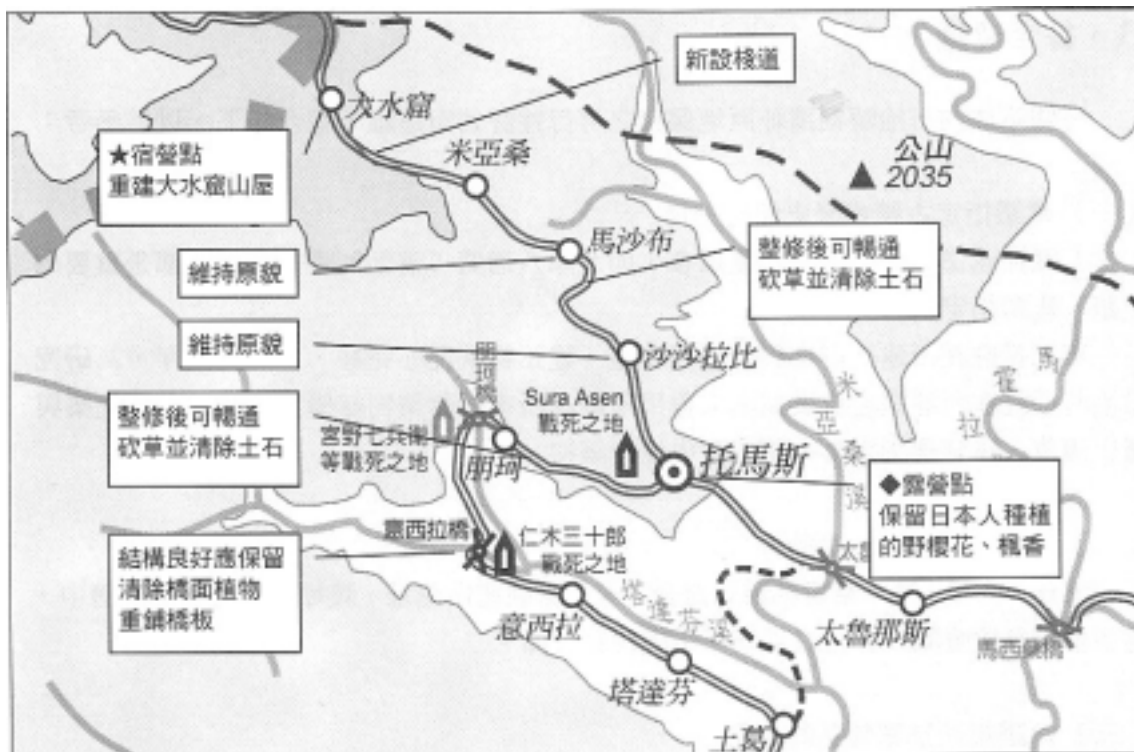 新設棧道
大水窟
★宿營點
重建大水窟山屋
米亞桑
公山
2035
馬沙布
整修後可暢通
砍草並清除土石
維持原貌
維持原貌
沙沙拉比
朋珂橋
Sura Asen
戰死之地
米亞桑溪
馬霍拉
整修後可暢通
砍草並清除土石
宮野七兵衛
等戰死之地
朋珂
托馬斯
◆露營點
保留日本人種植
的野櫻花、楓香
意西拉橋
仁木三十郎
戰死之地
結構良好應保留
清除橋面植物
重鋪橋板
塔達芬溪
意西拉
太魯那斯
塔達芬
土葛